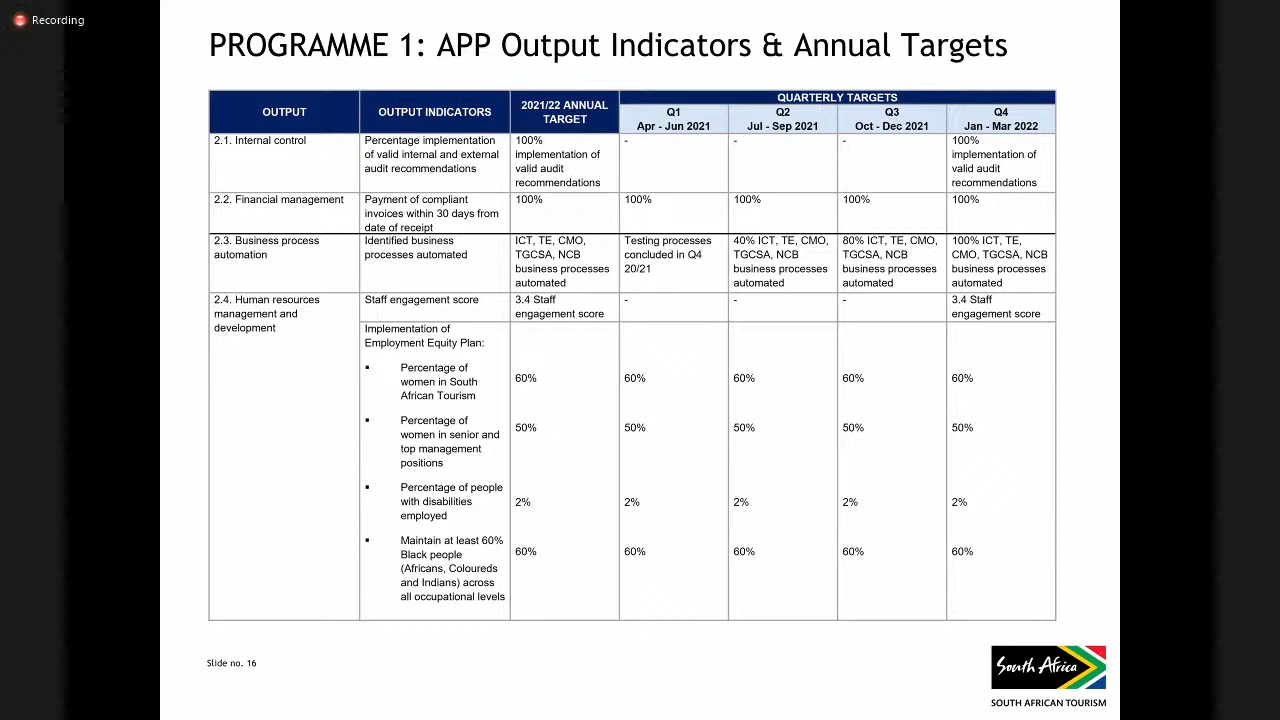 Recording
PROGRAMME 1: APP Output Indicators & Annual Targets
OUTPUT
OUTPUT INDICATORS
2021/22 ANNUAL
TARGET
QUARTERLY TARGETS
Q1
Apr - Jun 2021
Q2
Jul - Sep 2021
Q3
Oct - Dec 2021
Q4
Jan - Mar 2022
2.1. Internal control
Percentage implementation
of valid internal and external
audit recommendations
100%
implementation of
valid audit
recommendations
-
-
-
100%
implementation of
valid audit
recommendations
2.2. Financial management
Payment of compliant
invoices within 30 days from
date of receipt
100%
100%
100%
100%
100%
2.3. Business process
automation
Identified business
processes automated
ICT, TE, CMO,
TGCSA, NCB
business processes
automated
Testing processes
concluded in Q4
20/21
40% ICT, TE, CMO,
TGCSA, NCB
business processes
automated
80% ICT, TE, CMO,
TGCSA, NCB
business processes
automated
100% ICT, TE,
CMO, TGCSA, NCB
business processes
automated
2.4. Human resources
management and
development
Staff engagement score
3.4 Staff
engagement score
-
-
-
3.4 Staff
engagement score
Implementation of
Employment Equity Plan:
▪ Percentage of
women in South
African Tourism
60%
60%
60%
60%
60%
▪ Percentage of
women in senior and
top management
positions
50%
50%
50%
50%
50%
▪ Percentage of people
with disabilities
employed
2%
2%
2%
2%
2%
▪ Maintain at least 60%
Black people
(Africans, Coloureds
and Indians) across
all occupational levels
60%
60%
60%
60%
60%
Slide no. 16
South Africa
SOUTH AFRICAN TOURISM